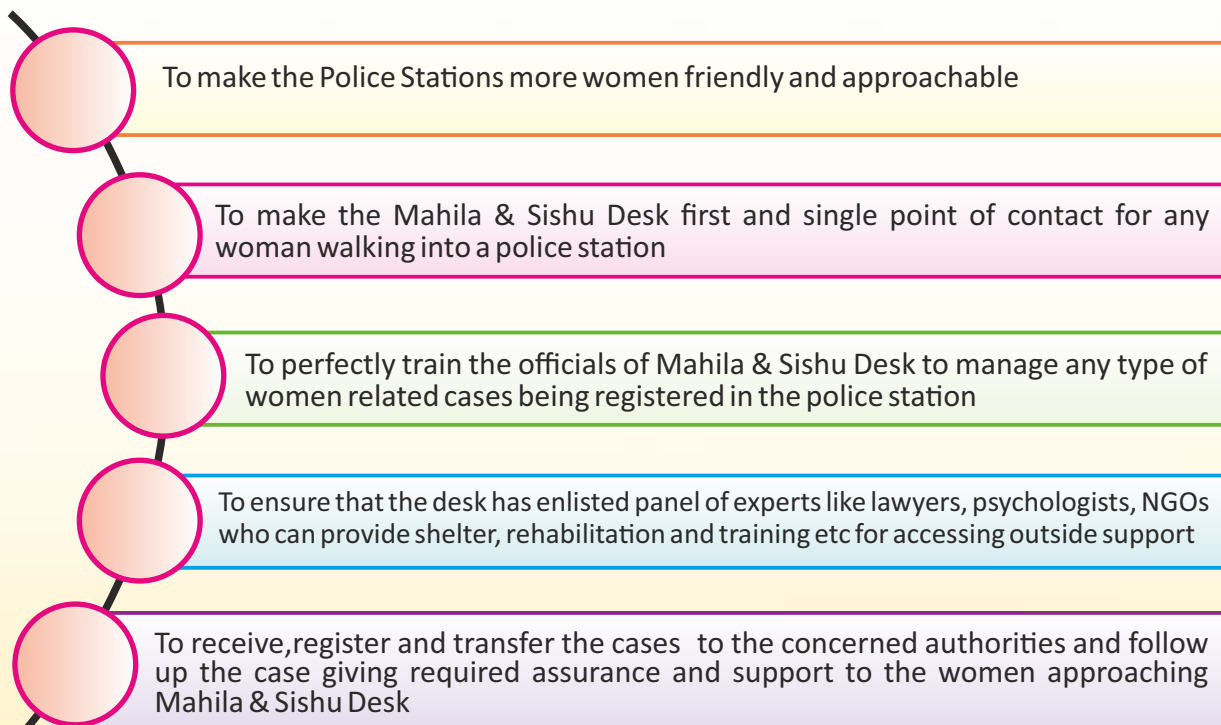 To make the Police Stations more women friendly and approachable
To make the Mahila & Sishu Desk first and single point of contact for any
woman walking into a police station
To perfectly train the officials of Mahila & Sishu Desk to manage any type of
women related cases being registered in the police station
To ensure that the desk has enlisted panel of experts like lawyers, psychologists, NGOs
who can provide shelter, rehabilitation and training etc for accessing outside support
To receive,register and transfer the cases to the concerned authorities and follow
up the case giving required assurance and support to the women approaching
Mahila & Sishu Desk